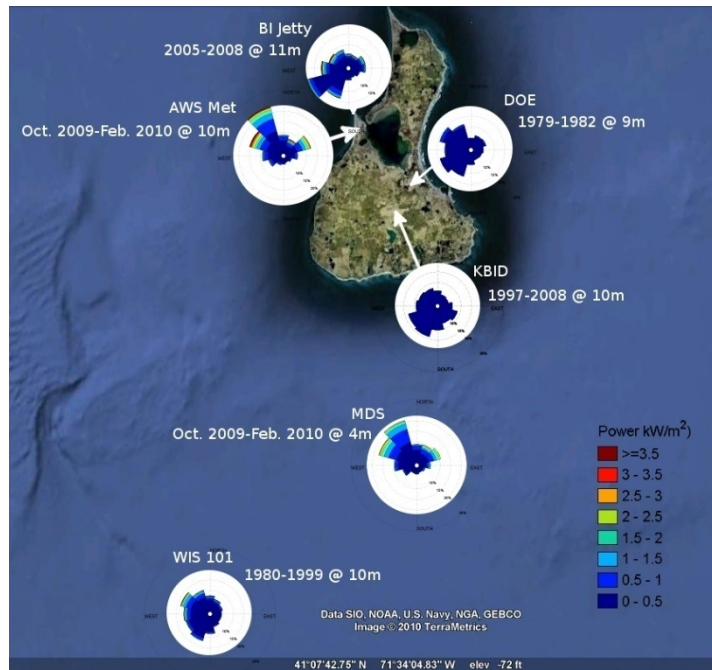 BI Jetty
2005-2008 @ 11m
AWS Met
Oct. 2009-Feb. 2010 @ 10m
DOE
1979-1982 @ 9m
KBID
1997-2008 @ 10m
MDS
Oct. 2009-Feb. 2010 @ 4m
WIS 101
1980-1999 @ 10m
Power kW/m²)
>=3.5
3 - 3.5
2.5 - 3
2 - 2.5
1.5 - 2
1 - 1.5
0.5 - 1
0 - 0.5
Data SIO, NOAA, U.S. Navy, NGA, GEBCO
Image © 2010 TerraMetrics
41°07'42.75" N 71°34'04.83" W elev -72 ft